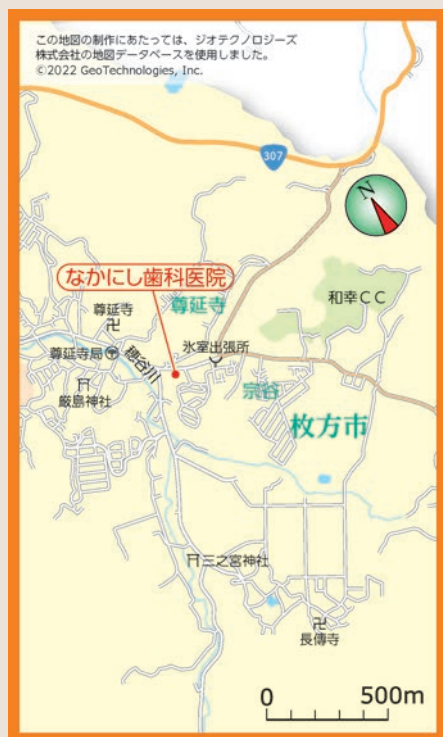 この地図の制作にあたっては、ジオテクノロジーズ
株式会社の地図データベースを使用しました。
©2022 GeoTechnologies, Inc.
307
N
なかにし歯科医院
尊延寺
尊延寺
和幸CC
尊延寺局
穂谷川
氷室出張所
厳島神社
宗谷
枚方市
三之宮神社
長傳寺
0 500m